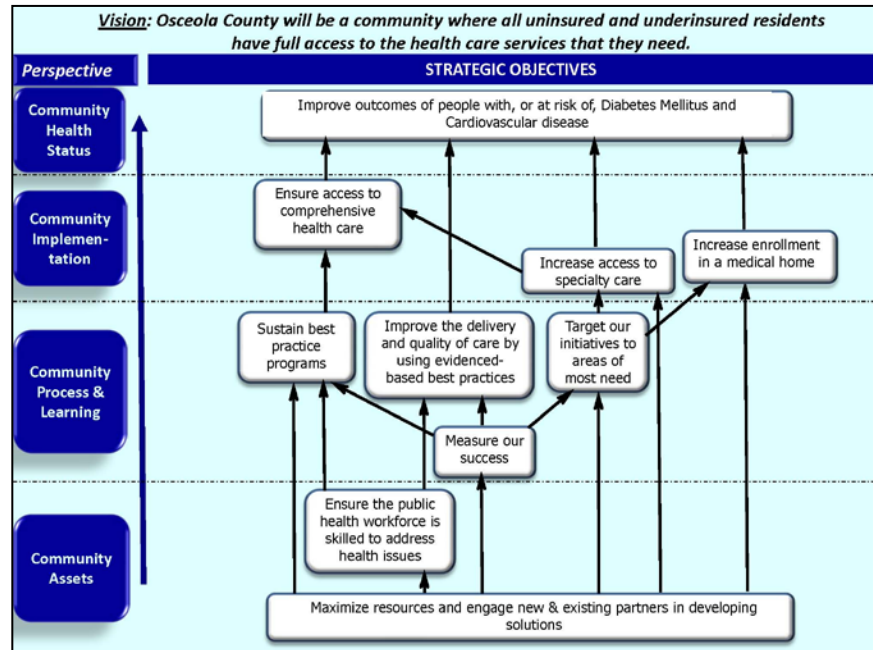 Vision: Osceola County will be a community where all uninsured and underinsured residents
have full access to the health care services that they need.
Perspective
STRATEGIC OBJECTIVES
Community
Health
Status
Improve outcomes of people with, or at risk of, Diabetes Mellitus and
Cardiovascular disease
Community
Implemen-
tation
Ensure access to
comprehensive
health care
Increase access to
specialty care
Increase enrollment
in a medical home
Community
Process &
Learning
Sustain best
practice
programs
Improve the delivery
and quality of care by
using evidenced-
based best practices
Target our
initiatives to
areas of
most need
Measure our
success
Community
Assets
Ensure the public
health workforce is
skilled to address
health issues
Maximize resources and engage new & existing partners in developing
solutions